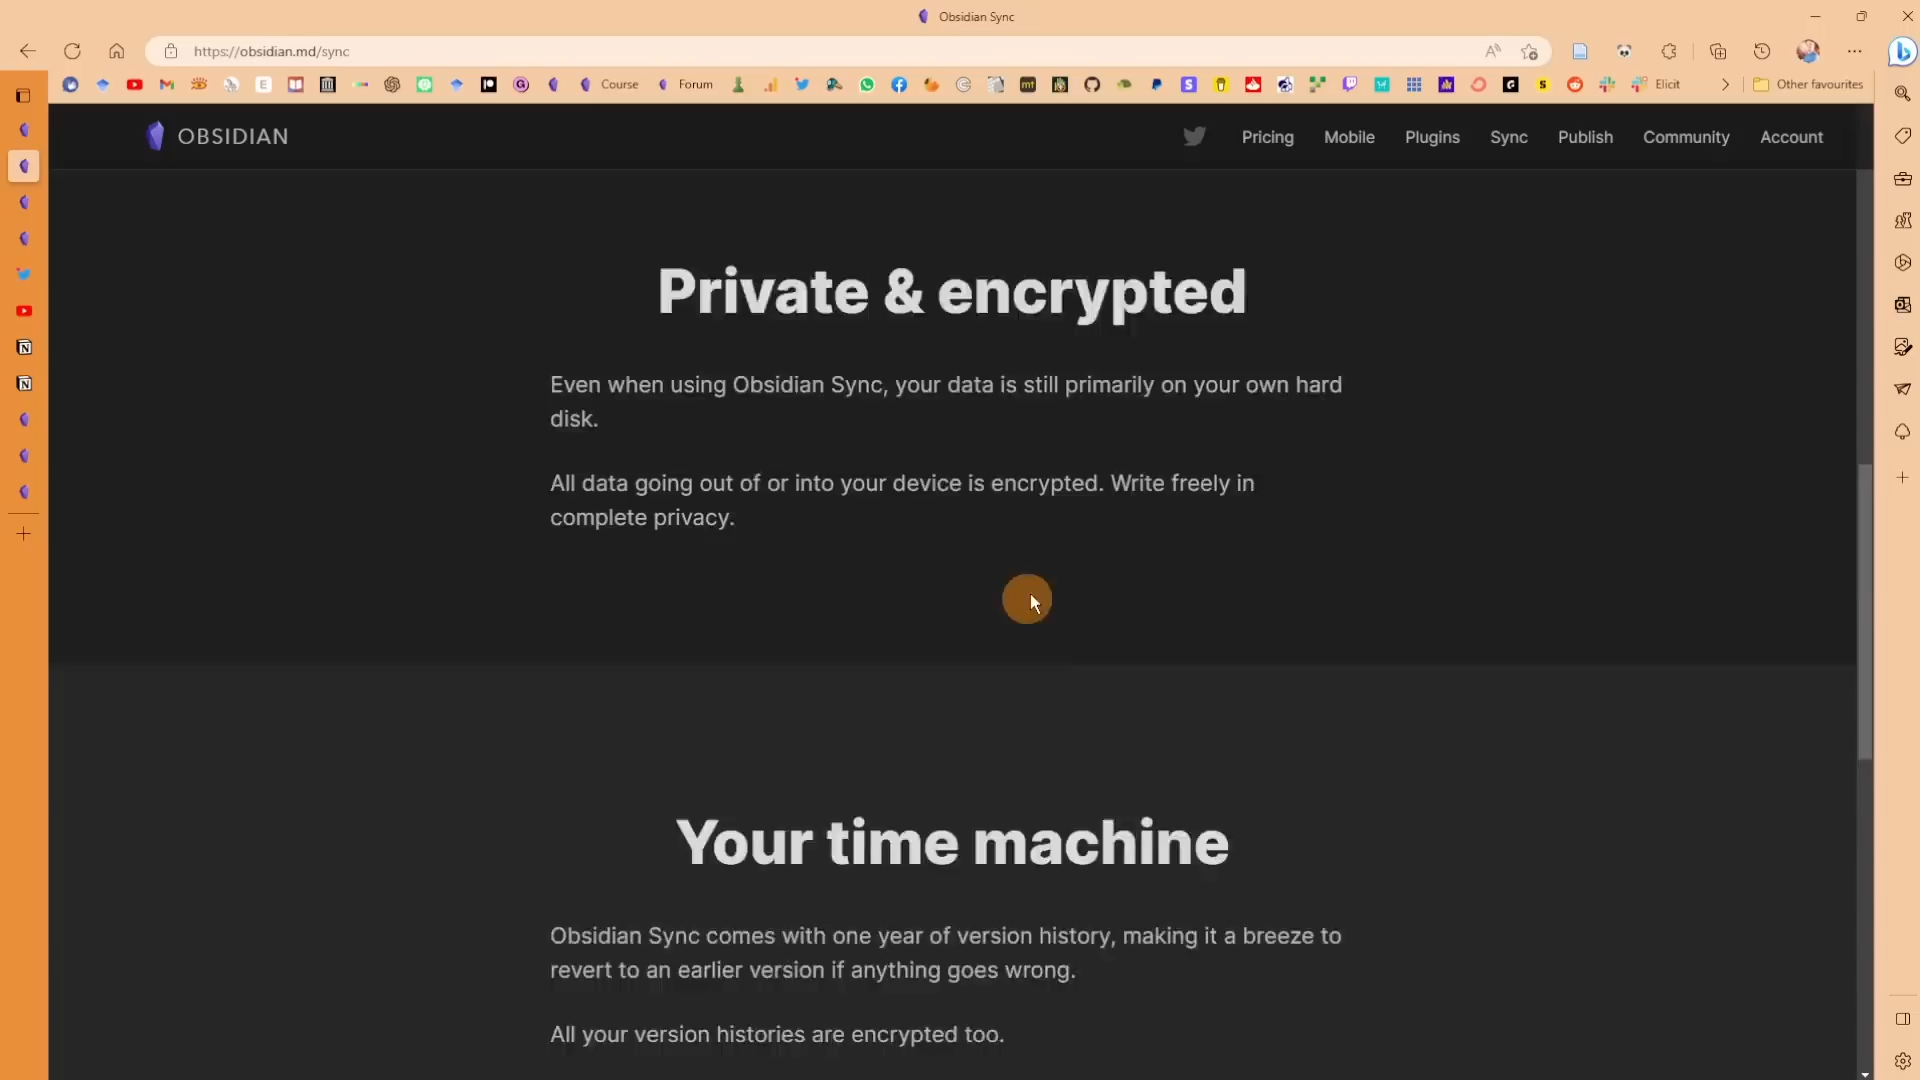 Obsidian Sync
https://obsidian.md/sync
Course
Forum
Elicit
Other favourites
OBSIDIAN
Pricing
Mobile
Plugins
Sync
Publish
Community
Account
Private & encrypted
Even when using Obsidian Sync, your data is still primarily on your own hard
disk.
All data going out of or into your device is encrypted. Write freely in
complete privacy.
Your time machine
Obsidian Sync comes with one year of version history, making it a breeze to
revert to an earlier version if anything goes wrong.
All your version histories are encrypted too.